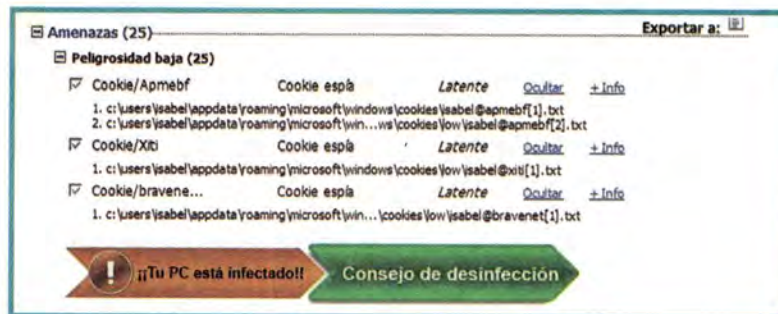 Amenazas (25)
Exportar a:
Peligrosidad baja (25)
Cookie/Apmebf Cookie espía Latente Ocultar + Info
1. c:\users\isabel\appdata\roaming\microsoft\windows\cookies\isabel@apmebf[1].txt
2. c:\users\isabel\appdata\roaming\microsoft\win...ws\cookies\low\isabel@apmebf[2].txt
Cookie/Xiti Cookie espía Latente Ocultar + Info
1. c:\users\isabel\appdata\roaming\microsoft\windows\cookies\low\isabel@xiti[1].txt
Cookie/bravene... Cookie espía Latente Ocultar + Info
1. c:\users\isabel\appdata\roaming\microsoft\win...\cookies\low\isabel@bravenet[1].txt
! ¡¡Tu PC está infectado!! Consejo de desinfección